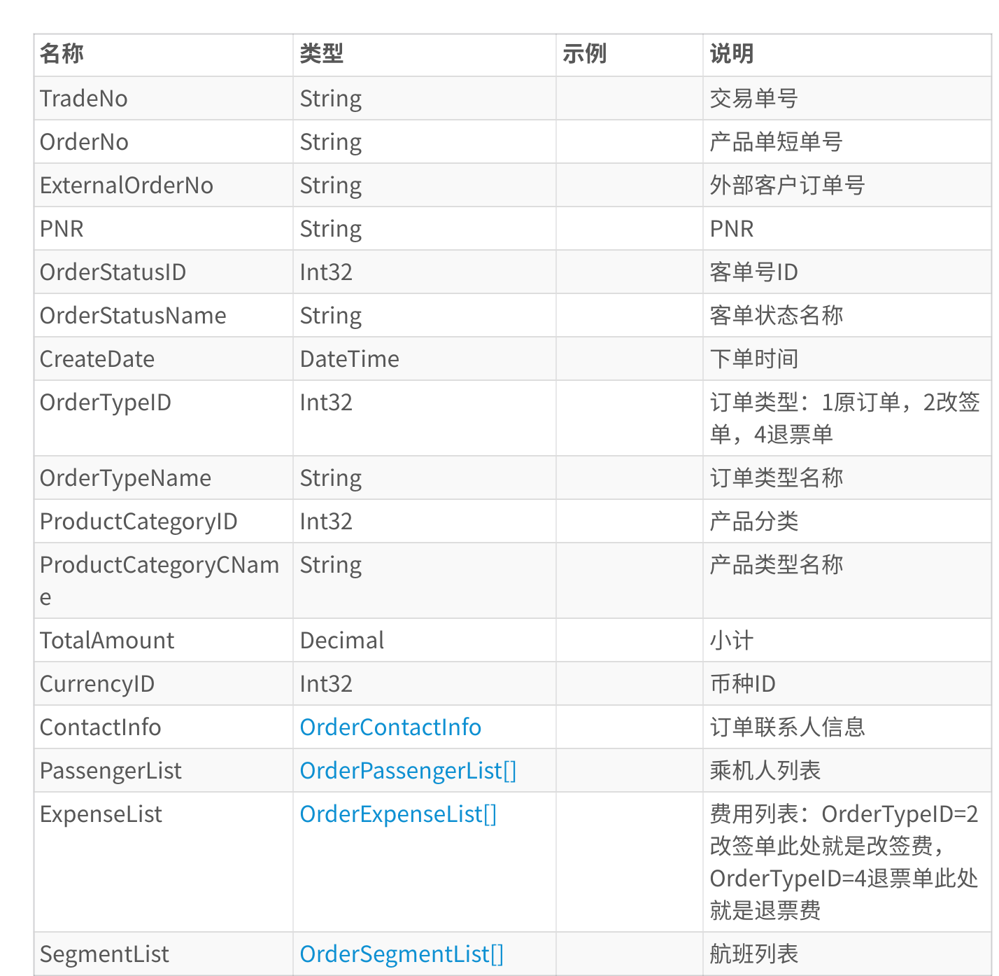 名称 类型 示例 说明
TradeNo String 交易单号
OrderNo String 产品单短单号
ExternalOrderNo String 外部客户订单号
PNR String PNR
OrderStatusID Int32 客单号ID
OrderStatusName String 客单状态名称
CreateDate DateTime 下单时间
OrderTypeID Int32 订单类型：1原订单，2改签
单，4退票单
OrderTypeName String 订单类型名称
ProductCategoryID Int32 产品分类
ProductCategoryCNam String 产品类型名称
e
TotalAmount Decimal 小计
CurrencyID Int32 币种ID
ContactInfo OrderContactInfo 订单联系人信息
PassengerList OrderPassengerList[] 乘机人列表
ExpenseList OrderExpenseList[] 费用列表：OrderTypeID=2
改签单此处就是改签费，
OrderTypeID=4退票单此处
就是退票费
SegmentList OrderSegmentList[] 航班列表